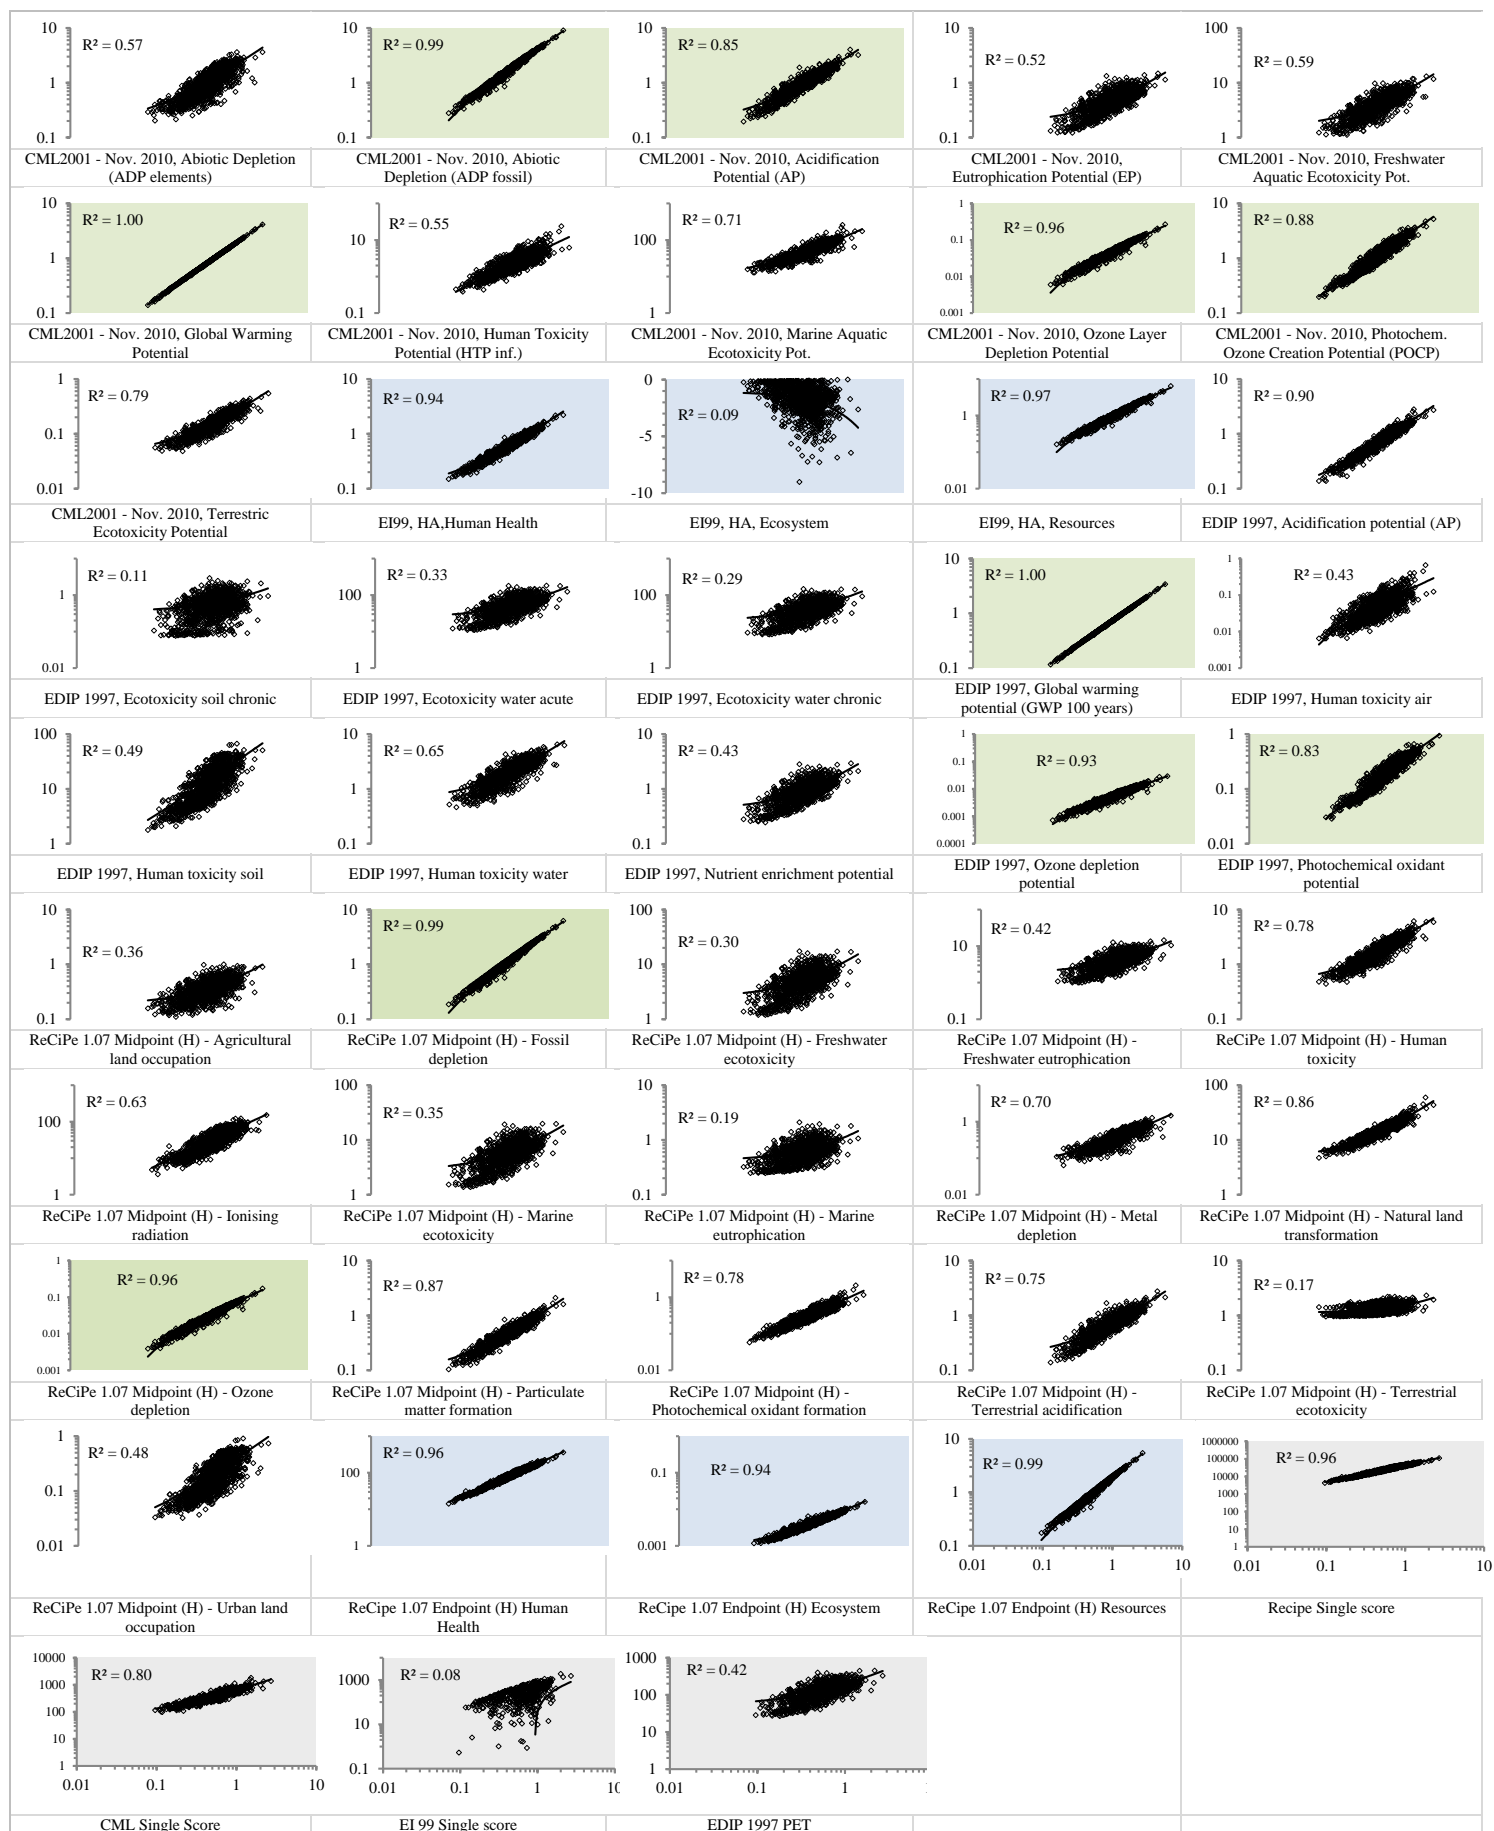 10
1
0.1
R² = 0.57
10
1
0.1
R² = 0.99
10
1
0.1
R² = 0.85
10
1
0.1
R² = 0.52
100
10
1
R² = 0.59
CML2001 - Nov. 2010, Abiotic Depletion
(ADP elements)
CML2001 - Nov. 2010, Abiotic
Depletion (ADP fossil)
CML2001 - Nov. 2010, Acidification
Potential (AP)
CML2001 - Nov. 2010,
Eutrophication Potential (EP)
CML2001 - Nov. 2010, Freshwater
Aquatic Ecotoxicity Pot.
10
1
0.1
R² = 1.00
10
0.1
R² = 0.55
100
1
R² = 0.71
1
0.1
0.01
0.001
R² = 0.96
10
1
0.1
R² = 0.88
CML2001 - Nov. 2010, Global Warming
Potential
CML2001 - Nov. 2010, Human Toxicity
Potential (HTP inf.)
CML2001 - Nov. 2010, Marine Aquatic
Ecotoxicity Pot.
CML2001 - Nov. 2010, Ozone Layer
Depletion Potential
CML2001 - Nov. 2010, Photochem.
Ozone Creation Potential (POCP)
1
0.1
0.01
R² = 0.79
10
1
0.1
R² = 0.94
0
-5
-10
R² = 0.09
1
0.01
R² = 0.97
10
1
0.1
R² = 0.90
CML2001 - Nov. 2010, Terrestric
Ecotoxicity Potential
EI99, HA,Human Health
EI99, HA, Ecosystem
EI99, HA, Resources
EDIP 1997, Acidification potential (AP)
1
0.01
R² = 0.11
100
1
R² = 0.33
100
1
R² = 0.29
10
1
0.1
R² = 1.00
1
0.1
0.01
0.001
R² = 0.43
EDIP 1997, Ecotoxicity soil chronic
EDIP 1997, Ecotoxicity water acute
EDIP 1997, Ecotoxicity water chronic
EDIP 1997, Global warming
potential (GWP 100 years)
EDIP 1997, Human toxicity air
100
10
1
R² = 0.49
10
1
0.1
R² = 0.65
10
1
0.1
R² = 0.43
1
0.1
0.01
0.001
0.0001
R² = 0.93
1
0.1
0.01
R² = 0.83
EDIP 1997, Human toxicity soil
EDIP 1997, Human toxicity water
EDIP 1997, Nutrient enrichment potential
EDIP 1997, Ozone depletion
potential
EDIP 1997, Photochemical oxidant
potential
10
1
0.1
R² = 0.36
10
1
0.1
R² = 0.99
100
10
1
R² = 0.30
10
0.1
R² = 0.42
10
1
0.1
R² = 0.78
ReCiPe 1.07 Midpoint (H) - Agricultural
land occupation
ReCiPe 1.07 Midpoint (H) - Fossil
depletion
ReCiPe 1.07 Midpoint (H) - Freshwater
ecotoxicity
ReCiPe 1.07 Midpoint (H) -
Freshwater eutrophication
ReCiPe 1.07 Midpoint (H) - Human
toxicity
100
1
R² = 0.63
100
10
1
R² = 0.35
10
1
0.1
R² = 0.19
1
0.01
R² = 0.70
100
10
1
R² = 0.86
ReCiPe 1.07 Midpoint (H) - Ionising
radiation
ReCiPe 1.07 Midpoint (H) - Marine
ecotoxicity
ReCiPe 1.07 Midpoint (H) - Marine
eutrophication
ReCiPe 1.07 Midpoint (H) - Metal
depletion
ReCiPe 1.07 Midpoint (H) - Natural land
transformation
1
0.1
0.01
0.001
R² = 0.96
10
1
0.1
R² = 0.87
1
0.01
R² = 0.78
10
1
0.1
R² = 0.75
10
1
0.1
R² = 0.17
ReCiPe 1.07 Midpoint (H) - Ozone
depletion
ReCiPe 1.07 Midpoint (H) - Particulate
matter formation
ReCiPe 1.07 Midpoint (H) -
Photochemical oxidant formation
ReCiPe 1.07 Midpoint (H) -
Terrestrial acidification
ReCiPe 1.07 Midpoint (H) - Terrestrial
ecotoxicity
1
0.1
0.01
R² = 0.48
100
1
R² = 0.96
0.1
0.001
R² = 0.94
10
1
0.1
R² = 0.99
0.01 0.1 1 10
1000000
100000
10000
1000
100
10
1
R² = 0.96
0.01 0.1 1 10
ReCiPe 1.07 Midpoint (H) - Urban land
occupation
ReCipe 1.07 Endpoint (H) Human
Health
ReCipe 1.07 Endpoint (H) Ecosystem
ReCipe 1.07 Endpoint (H) Resources
Recipe Single score
10000
1000
100
10
1
R² = 0.80
0.01 0.1 1 10
1000
10
0.1
R² = 0.08
0.01 0.1 1 10
1000
100
10
1
R² = 0.42
0.01 0.1 1
CML Single Score
EI 99 Single score
EDIP 1997 PET